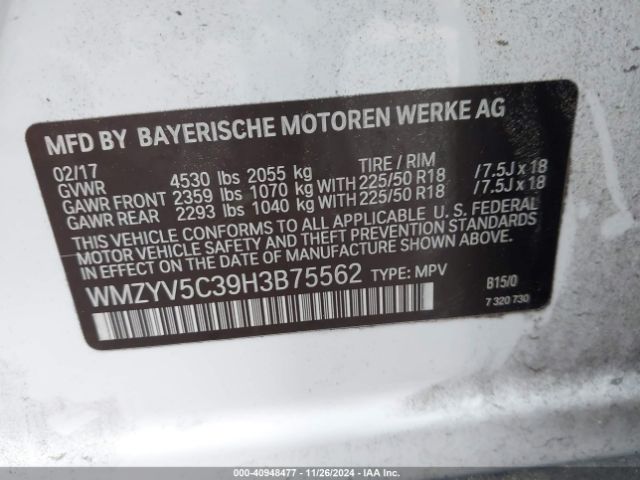 MFD BY BAYERISCHE MOTOREN WERKE AG
02/17 TIRE / RIM
GVWR 4530 lbs 2055 kg
GAWR FRONT 2359 lbs 1070 kg WITH 225/50 R18 /7.5J x 18
GAWR REAR 2293 lbs 1040 kg WITH 225/50 R18 /7.5J x 18
THIS VEHICLE CONFORMS TO ALL APPLICABLE U. S. FEDERAL
MOTOR VEHICLE SAFETY AND THEFT PREVENTION STANDARDS
IN EFFECT ON THE DATE OF MANUFACTURE SHOWN ABOVE.
WMZYV5C39H3B75562 TYPE: MPV B15/0
7 320 730
000-40948477 — 11/26/2024 — IAA Inc.